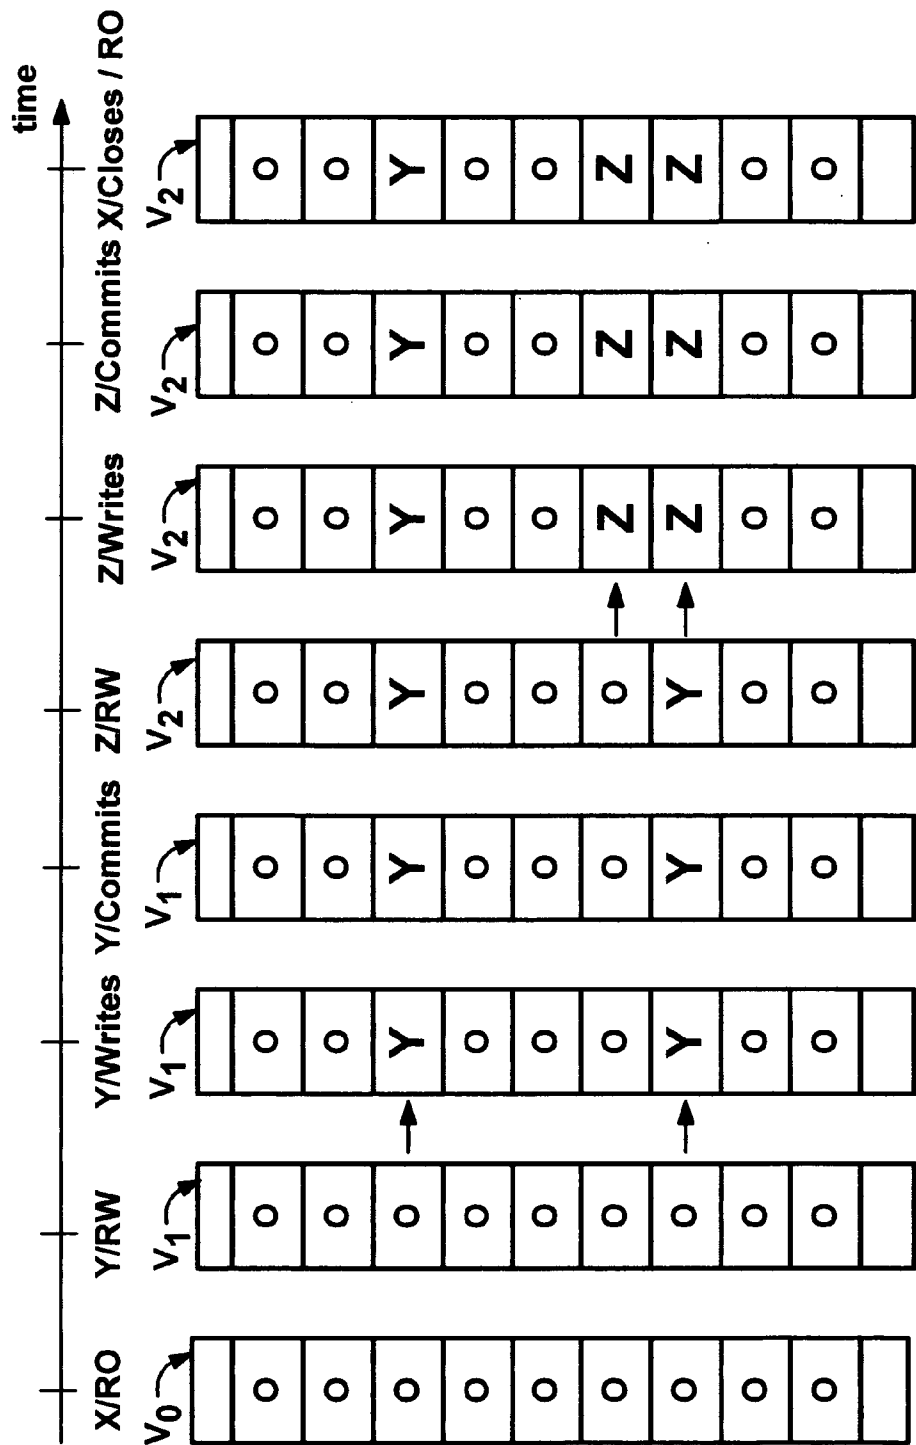 time
X/RO Y/RW Y/Writes Y/Commits Z/RW Z/Writes Z/Commits X/Closes / RO
V0 V1 V1 V1 V2 V2 V2 V2
O O O O O O O O
O O O O O O O O
O O Y Y Y Y Y Y
O O O O O O O O
O O O O O O O O
O O O O O Z Z Z
O O Y Y Y Z Z Z
O O O O O O O O
O O O O O O O O